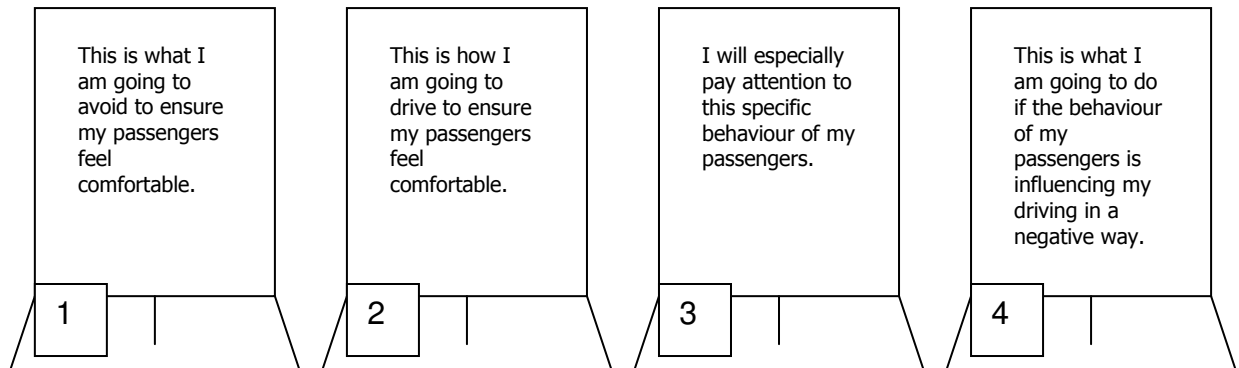 This is what I
am going to
avoid to ensure
my passengers
feel
comfortable.
1
This is how I
am going to
drive to ensure
my passengers
feel
comfortable.
2
I will especially
pay attention to
this specific
behaviour of my
passengers.
3
This is what I
am going to do
if the behaviour
of my
passengers is
influencing my
driving in a
negative way.
4